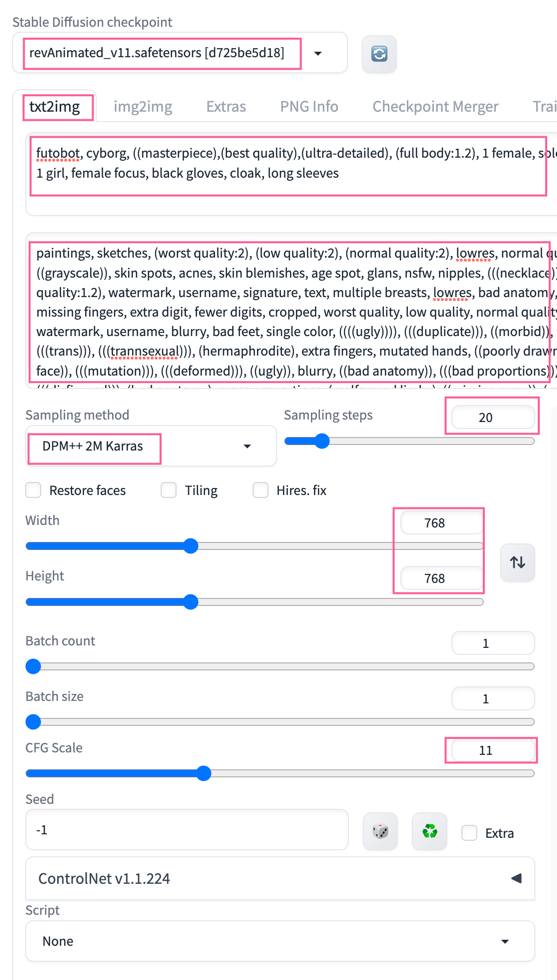 Stable Diffusion checkpoint
revAnimated_v11.safetensors [d725be5d18]
txt2img img2img Extras PNG Info Checkpoint Merger
futobot, cyborg, ((masterpiece),(best quality),(ultra-detailed), (full body:1.2), 1 female,
1 girl, female focus, black gloves, cloak, long sleeves
paintings, sketches, (worst quality:2), (low quality:2), (normal quality:2), lowres, normal
((grayscale)), skin spots, acnes, skin blemishes, age spot, glans, nsfw, nipples, (((necklace))
quality:1.2), watermark, username, signature, text, multiple breasts, lowres, bad anatomy,
missing fingers, extra digit, fewer digits, cropped, worst quality, low quality, normal
watermark, username, blurry, bad feet, single color, ((((ugly)))), (((duplicate))), ((morbid)),
(((trans))), (((trannsexual))), (hermaphrodite), extra fingers, mutated hands, ((poorly drawn
face)), (((mutation))), (((deformed))), ((ugly)), blurry, ((bad anatomy)), (((bad proportions)))
Sampling method
DPM++ 2M Karras
Sampling steps
20
Restore faces Tiling Hires. fix
Width
768
Height
768
Batch count
1
Batch size
1
CFG Scale
11
Seed
-1
Extra
ControlNet v1.1.224
Script
None